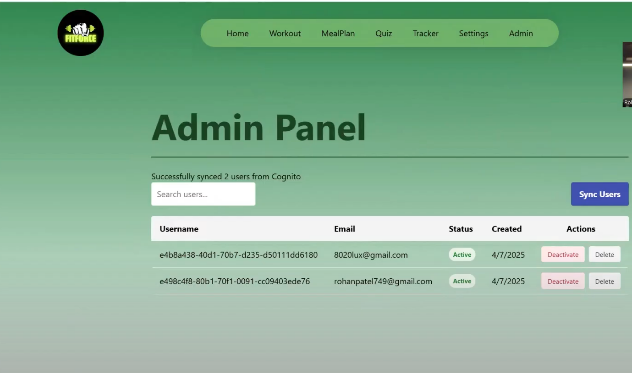 FITFORCE
Home Workout MealPlan Quiz Tracker Settings Admin
Admin Panel
Successfully synced 2 users from Cognito
Search users...
Sync Users
Username Email Status Created Actions
e4b8a438-40d1-70b7-d235-d50111dd6180 8020lux@gmail.com Active 4/7/2025 Deactivate Delete
e498c4f8-80b1-70f1-0091-cc09403ede76 rohanpatel749@gmail.com Active 4/7/2025 Deactivate Delete